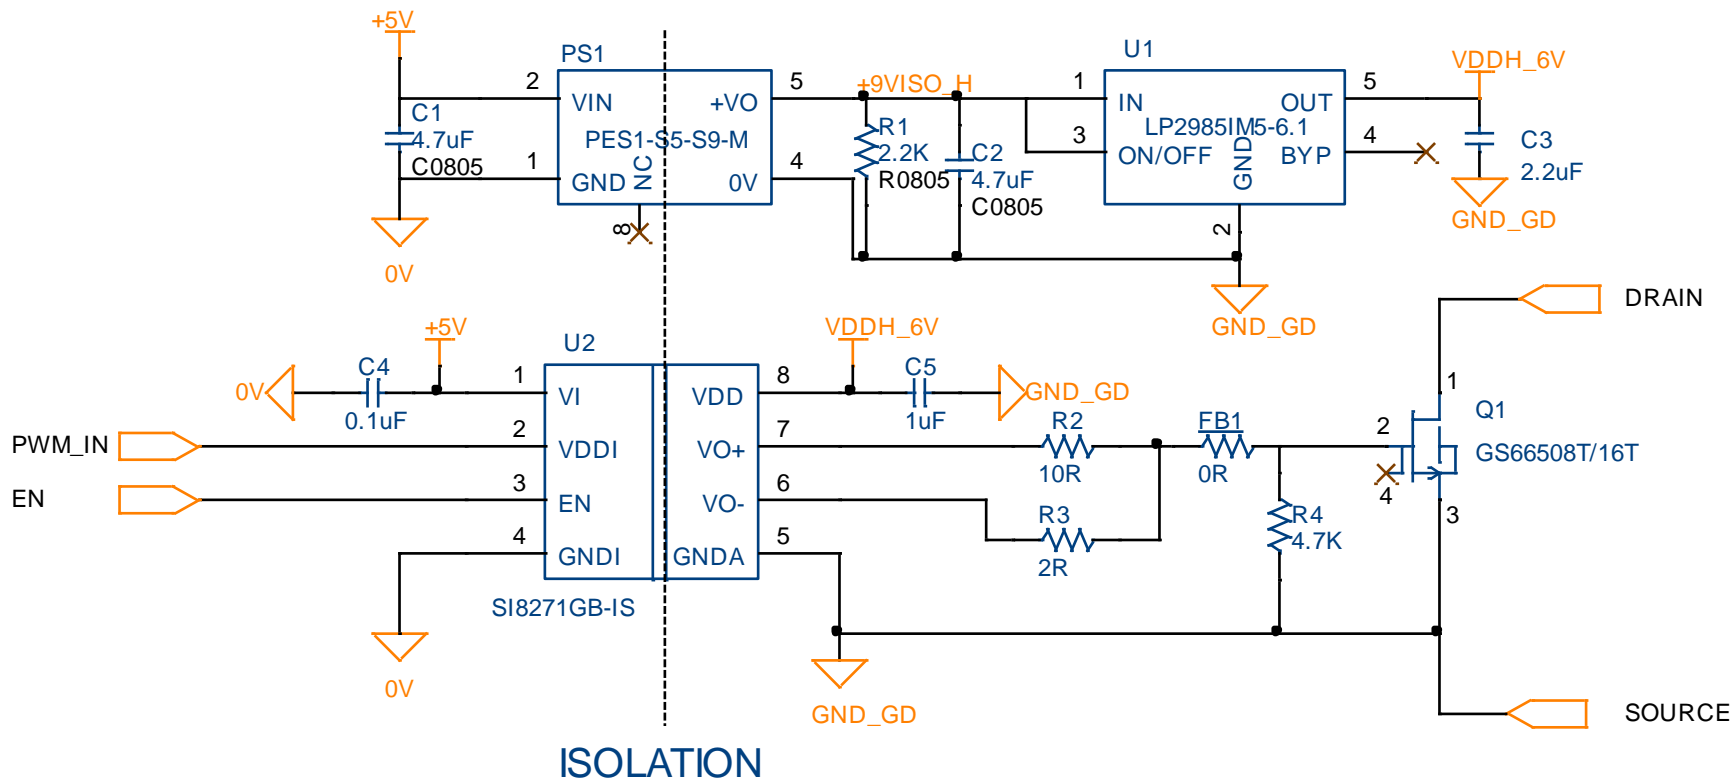 +5V
PS1
2
VIN
+VO
5
+9VISO_H
C1
4.7uF
C0805
PES1-S5-S9-M
1
GND
NC
0V
4
8
0V
R1
2.2K
R0805
C2
4.7uF
C0805
U1
1
IN
OUT
5
VDDH_6V
LP2985IM5-6.1
3
ON/OFF
GND
BYP
4
2
C3
2.2uF
GND_GD
GND_GD
+5V
U2
VDDH_6V
DRAIN
0V
C4
0.1uF
1
VI
VDD
8
C5
1uF
GND_GD
PWM_IN
2
VDDI
VO+
7
R2
10R
FB1
0R
EN
3
EN
VO-
6
R3
2R
R4
4.7K
4
GNDI
GNDA
5
1
2
Q1
GS66508T/16T
4
3
SI8271GB-IS
0V
GND_GD
SOURCE
ISOLATION